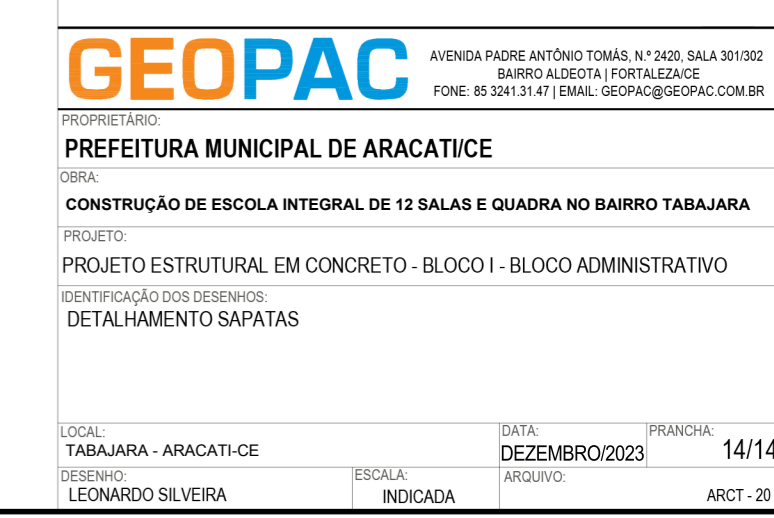 GEOPAC
AVENIDA PADRE ANTÔNIO TOMÁS, N.º 2420, SALA 301/302
BAIRRO ALDEOTA | FORTALEZA/CE
FONE: 85 3241.31.47 | EMAIL: GEOPAC@GEOPAC.COM.BR
PROPRIETÁRIO:
PREFEITURA MUNICIPAL DE ARACATI/CE
OBRA:
CONSTRUÇÃO DE ESCOLA INTEGRAL DE 12 SALAS E QUADRA NO BAIRRO TABAJARA
PROJETO:
PROJETO ESTRUTURAL EM CONCRETO - BLOCO I - BLOCO ADMINISTRATIVO
IDENTIFICAÇÃO DOS DESENHOS:
DETALHAMENTO SAPATAS
LOCAL:
TABAJARA - ARACATI-CE
DATA:
DEZEMBRO/2023
PRANCHA:
14/14
DESENHO:
LEONARDO SILVEIRA
ESCALA:
INDICADA
ARQUIVO:
ARCT - 20